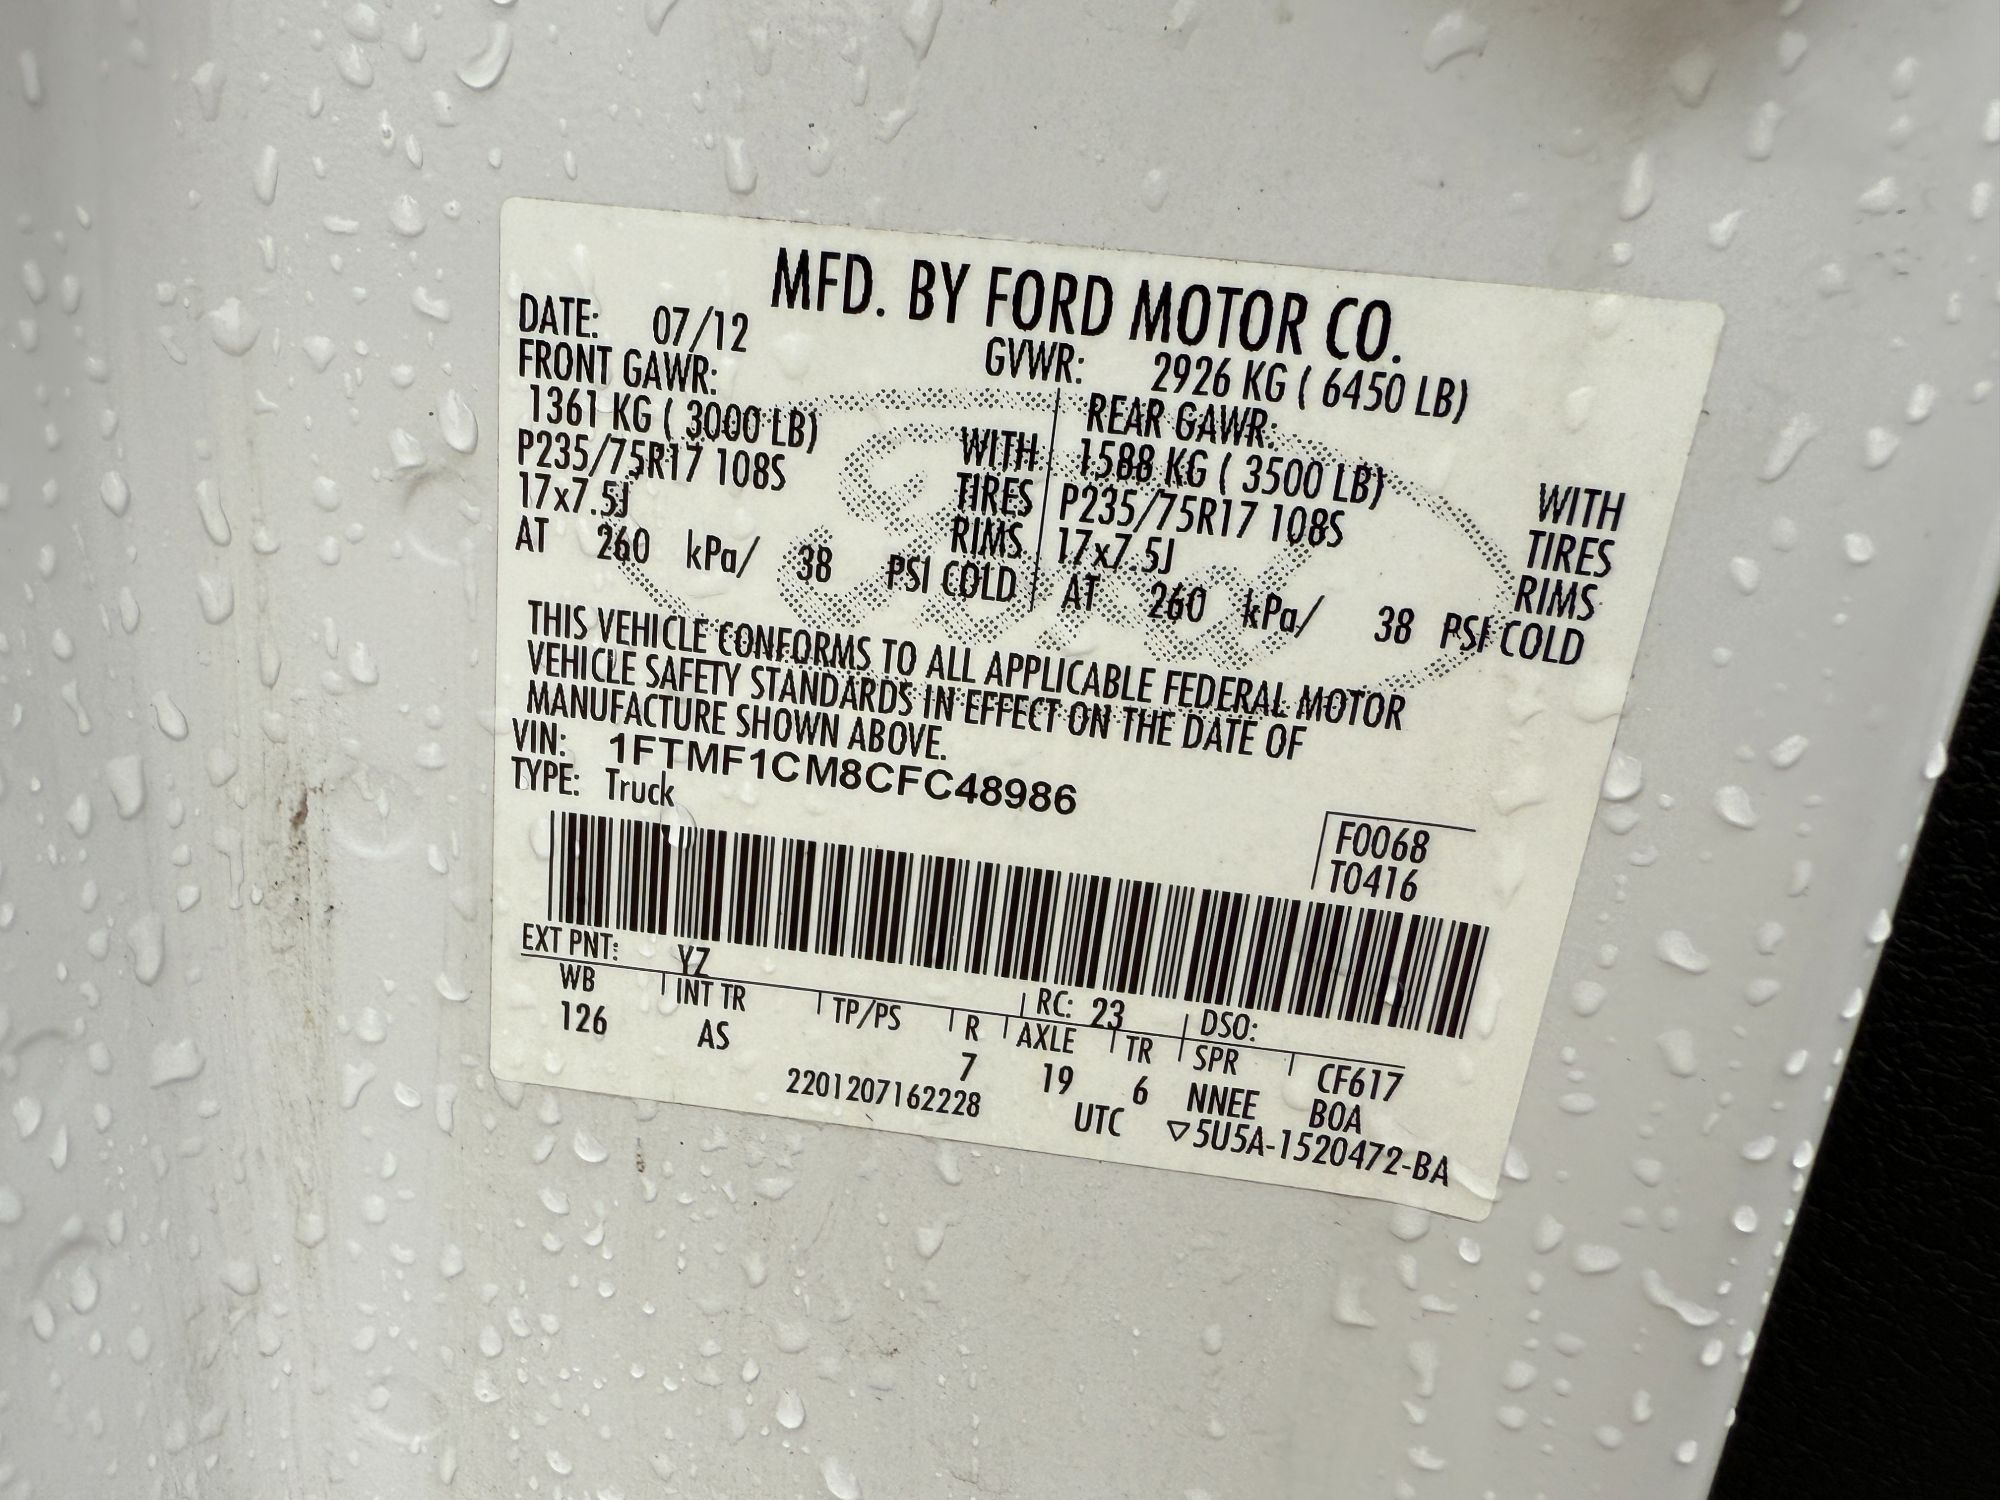 MFD. BY FORD MOTOR CO.
DATE: 07/12 GVWR: 2926 KG ( 6450 LB)
FRONT GAWR: REAR GAWR:
1361 KG ( 3000 LB) WITH 1588 KG ( 3500 LB) WITH
P235/75R17 108S TIRES P235/75R17 108S TIRES
17x7.5J RIMS 17x7.5J RIMS
AT 260 kPa/ 38 PSI COLD AT 260 kPa/ 38 PSI COLD
THIS VEHICLE CONFORMS TO ALL APPLICABLE FEDERAL MOTOR
VEHICLE SAFETY STANDARDS IN EFFECT ON THE DATE OF
MANUFACTURE SHOWN ABOVE.
VIN: 1FTMF1CM8CFC48986
TYPE: Truck
F0068
T0416
EXT PNT: YZ RC: 23 DSO:
WB INT TR TP/PS R AXLE TR SPR CF617
126 AS 7 19 6 NNEE BOA
2201207162228 UTC ▽5U5A-1520472-BA
Ford